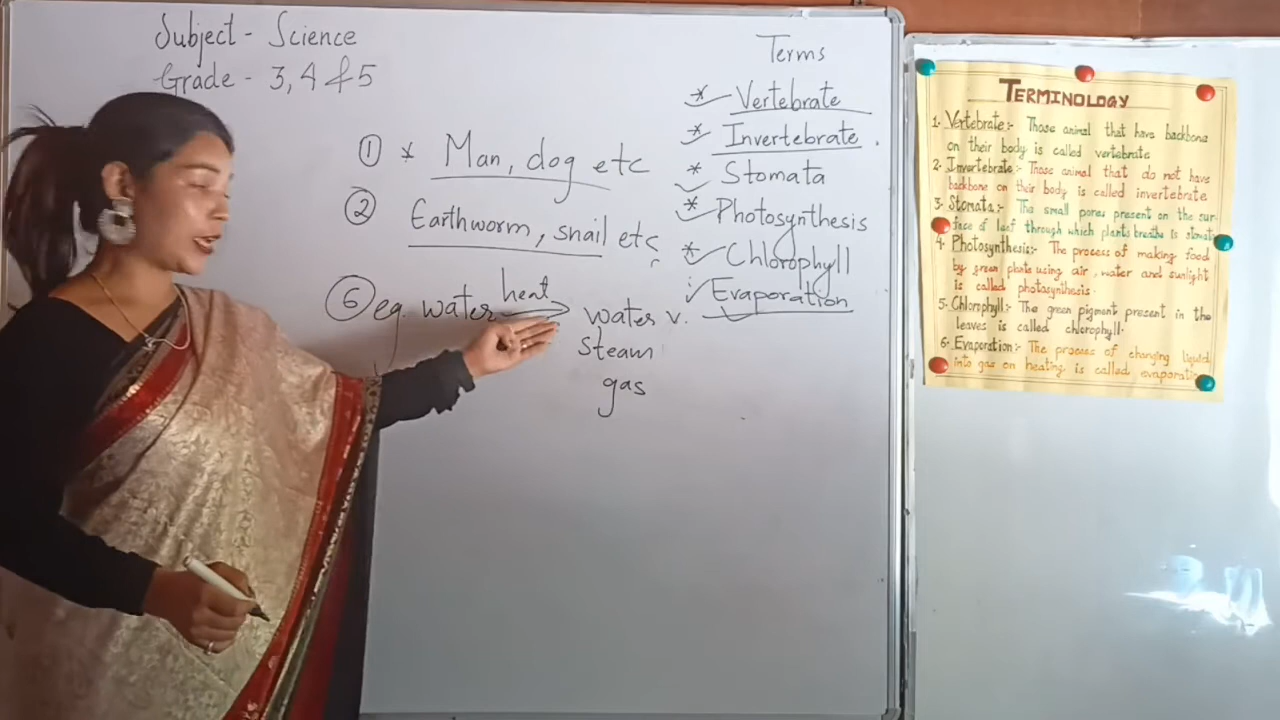 Subject - Science
Grade - 3, 4 & 5
① * Man, dog etc
② Earthworm, snail etc
⑥ eg. water heat → water v.
steam
gas
Terms
* Vertebrate
* Invertebrate .
* Stomata
* Photosynthesis
* Chlorophyll
Evaporation
TERMINOLOGY
1. Vertebrate:- Those animal that have backbone
on their body is called vertebrate
2. Invertebrate:- Those animal that do not have
backbone on their body is called invertebrate
3. Stomata:- The small pores present on the sur-
face of leaf through which plants breathe is stomata
4. Photosynthesis:- The process of making food
by green plants using air, water and sunlight
is called photosynthesis.
5. Chlorophyll:- The green pigment present in the
leaves is called chlorophyll.
6. Evaporation:- The process of changing liquid
into gas on heating is called evaporation